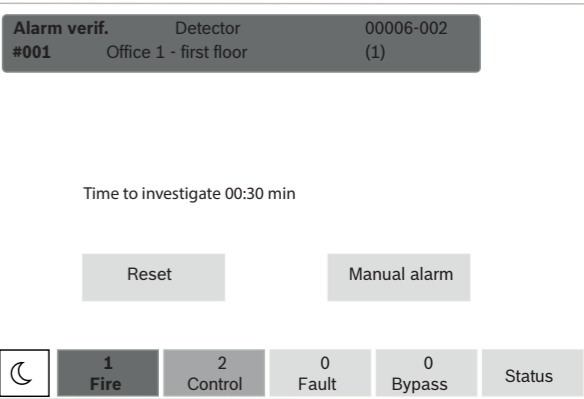 Alarm verif. Detector 00006-002
#001 Office 1 - first floor (1)
Time to investigate 00:30 min
Reset Manual alarm
1 2 0 0
Fire Control Fault Bypass Status